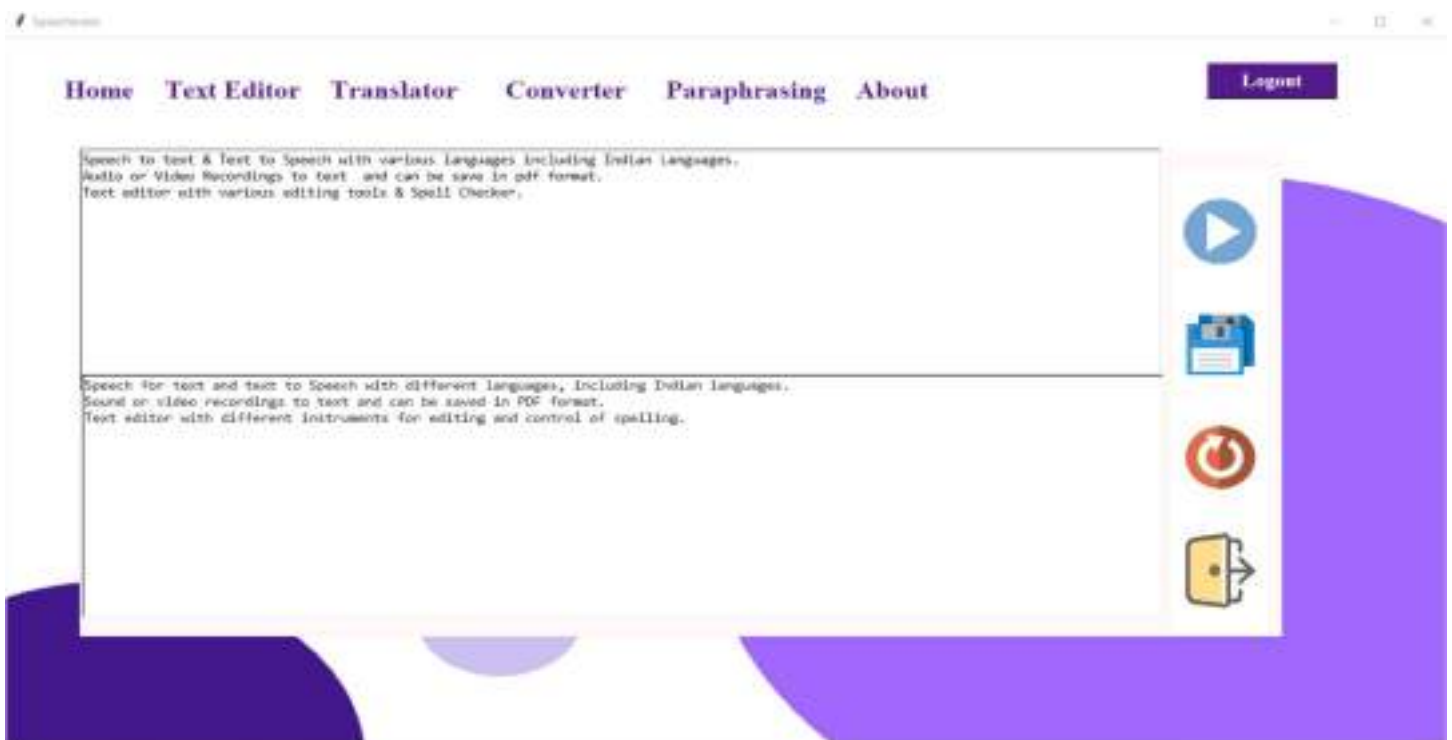 Home Text Editor Translator Converter Paraphrasing About Logout
Speech to text & Text to Speech with various languages including Indian Languages.
Audio or Video Recordings to text and can be save in pdf format.
Text editor with various editing tools & Spell Checker.
Speech for text and text to Speech with different languages, including Indian languages.
Sound or video recordings to text and can be saved in PDF format.
Text editor with different instruments for editing and control of spelling.